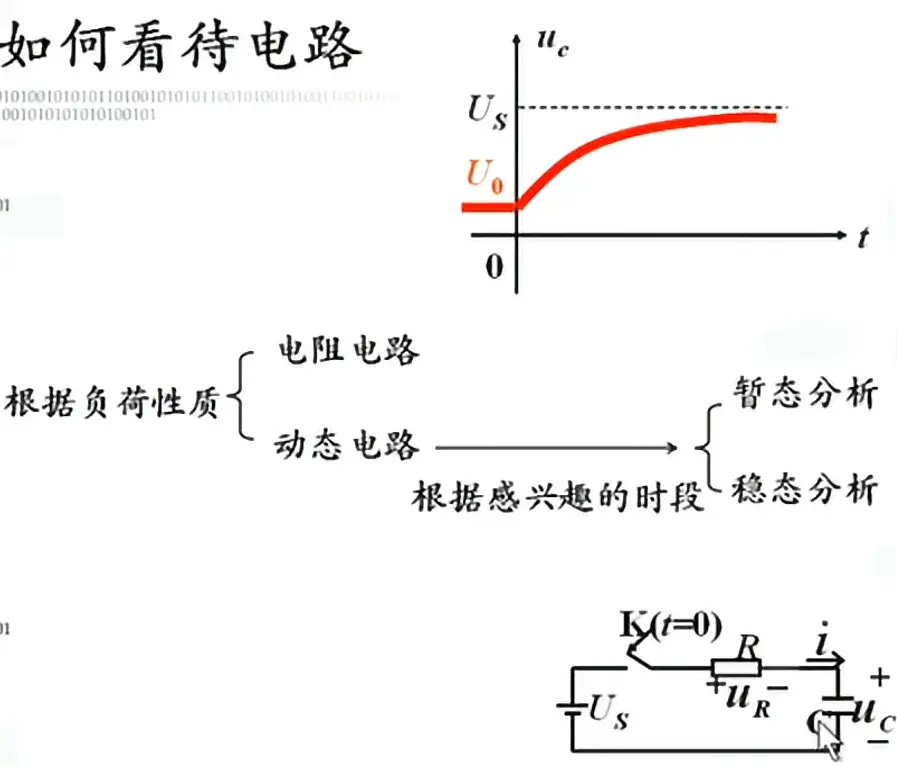 如何看待电路
u_c
U_S
U_0
t
0
01
电阻电路
根据负荷性质
动态电路
暂态分析
根据感兴趣的时段
稳态分析
01
K(t=0)
R
i
+ u_R −
+
U_S
C
u_C
−